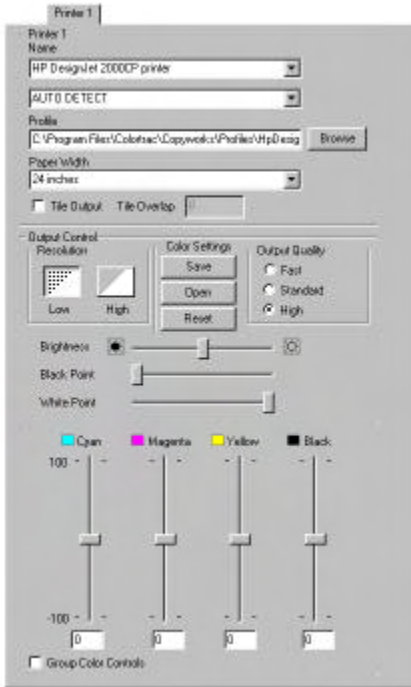 Printer 1
Printer 1
Name
HP DesignJet 2000CP printer
AUTO DETECT
Profile
C:\Program Files\Colortrac\Copyworks\Profiles\HpDesig
Browse
Paper Width
24 inches
Tile Output Tile Overlap 0
Output Control
Resolution
Low High
Color Settings
Save
Open
Reset
Output Quality
Fast
Standard
High
Brightness
Black Point
White Point
Cyan Magenta Yellow Black
100
-100
0 0 0 0
Group Color Controls